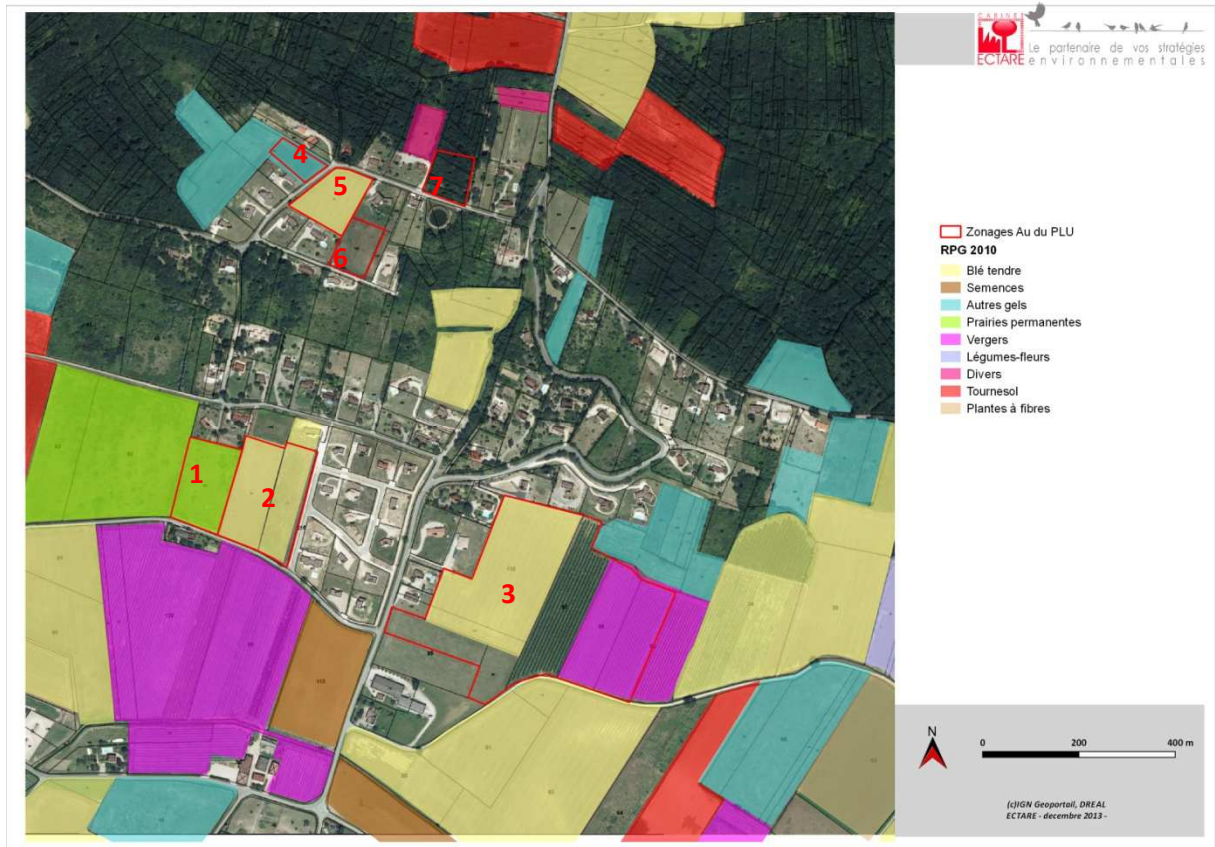 CABINET
ECTARE
Le partenaire de vos stratégies
environnementales
4
5
7
6
1
2
3
Zonages Au du PLU
RPG 2010
Blé tendre
Semences
Autres gels
Prairies permanentes
Vergers
Légumes-fleurs
Divers
Tournesol
Plantes à fibres
N
0 200 400 m
(c)IGN Geoportail, DREAL
ECTARE - decembre 2013 -